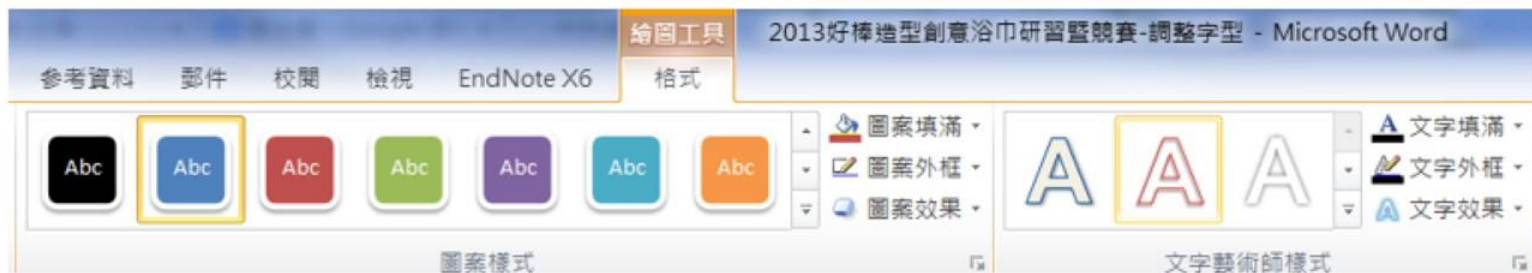 繪圖工具 2013好棒造型創意浴巾研習暨競賽-調整字型 - Microsoft Word
參考資料 郵件 校閱 檢視 EndNote X6 格式
Abc Abc Abc Abc Abc Abc Abc
圖案填滿
圖案外框
圖案效果
圖案樣式
A A A
A 文字填滿
文字外框
A 文字效果
文字藝術師樣式